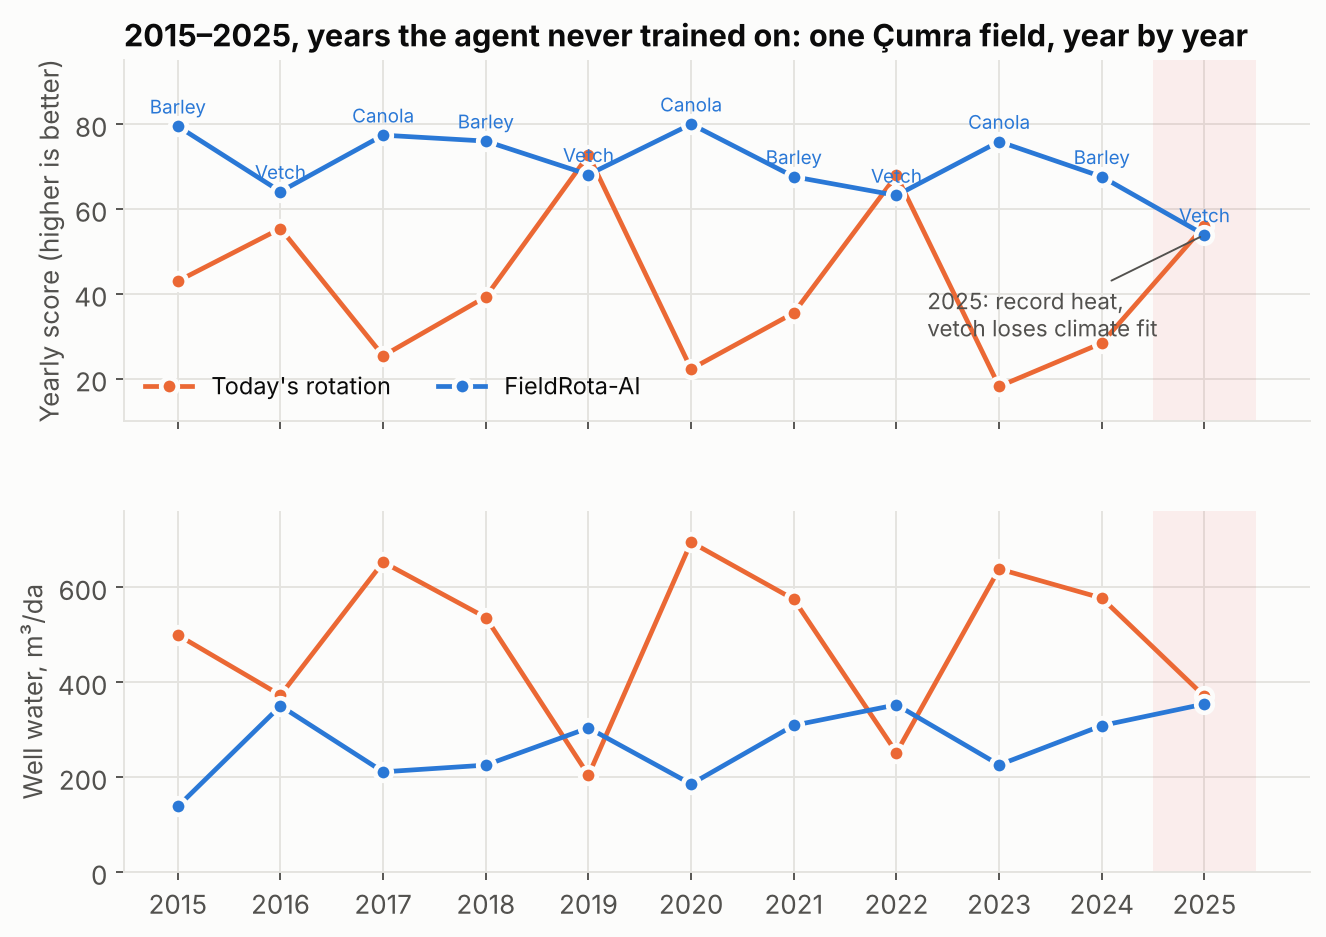 2015–2025, years the agent never trained on: one Çumra field, year by year
Yearly score (higher is better)
80
60
40
20
Barley
Vetch
Canola
Barley
Vetch
Canola
Barley
Vetch
Canola
Barley
Vetch
2025: record heat,
vetch loses climate fit
Today's rotation
FieldRota-AI
Well water, m³/da
600
400
200
0
2015
2016
2017
2018
2019
2020
2021
2022
2023
2024
2025